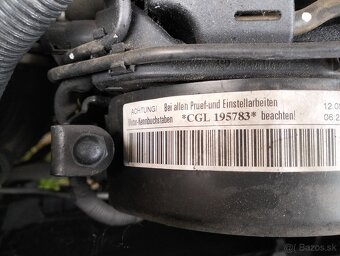 ACHTUNG! Bei allen Pruef-und Einstellarbeiten
Motor-Kennbuchstaben *CGL 195783* beachten!
12.0
06.2
bazos.sk